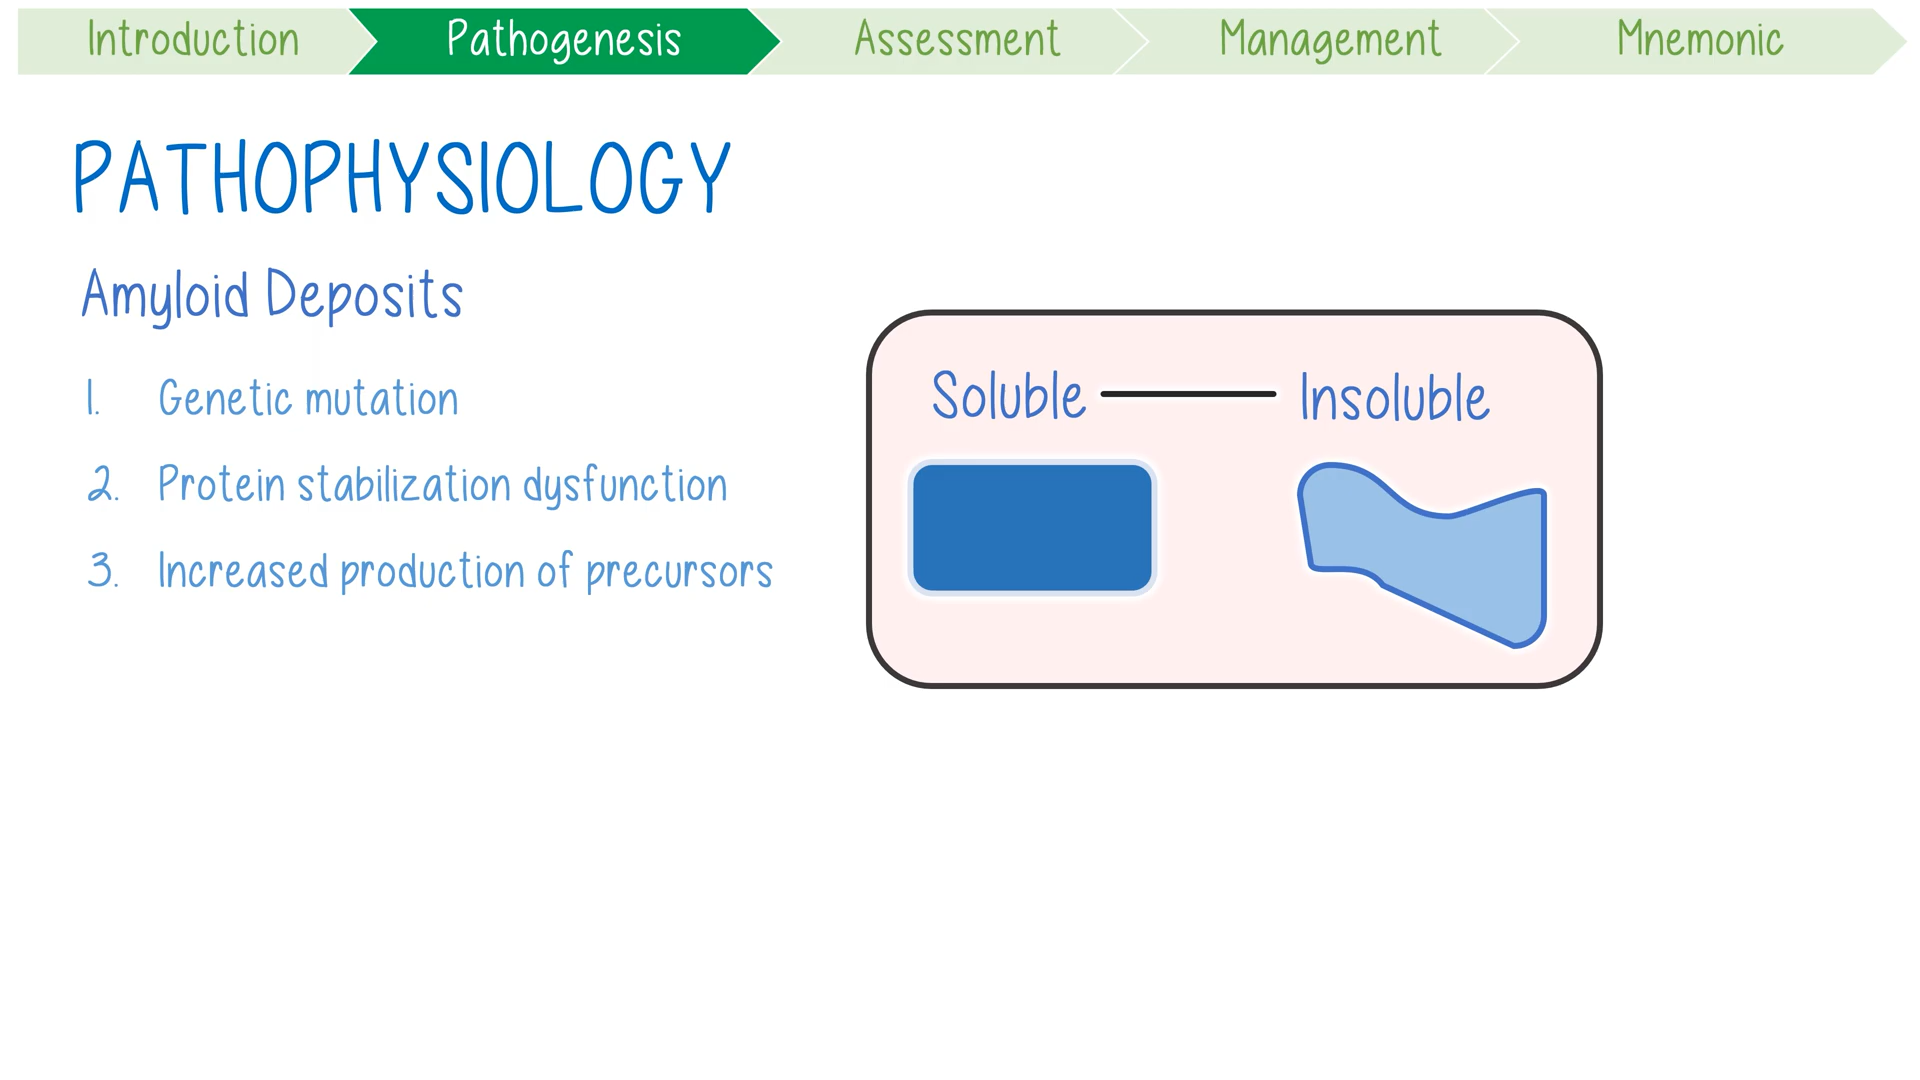 Introduction
Pathogenesis
Assessment
Management
Mnemonic
PATHOPHYSIOLOGY
Amyloid Deposits
1. Genetic mutation
2. Protein stabilization dysfunction
3. Increased production of precursors
Soluble
Insoluble